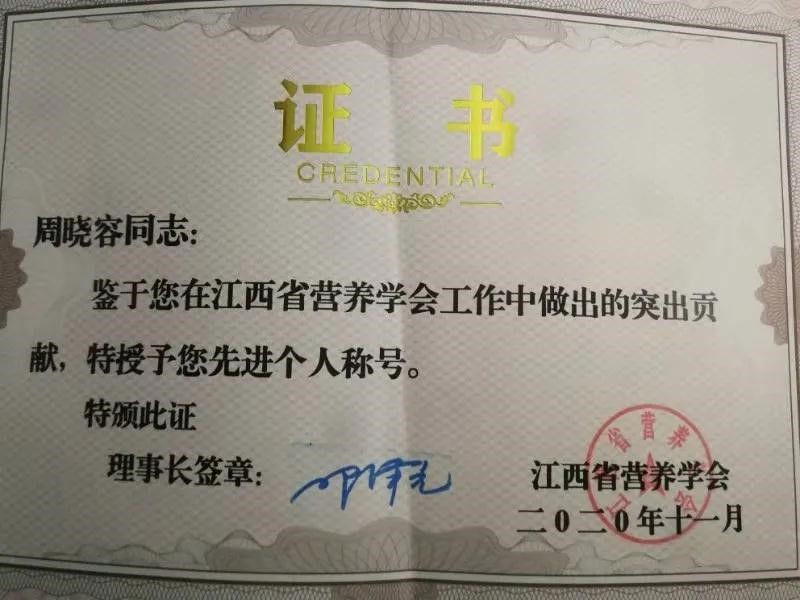 证 书
CREDENTIAL
周晓容同志：
鉴于您在江西省营养学会工作中做出的突出贡
献，特授予您先进个人称号。
特颁此证
理事长签章：
江西省营养学会
二〇二〇年十一月